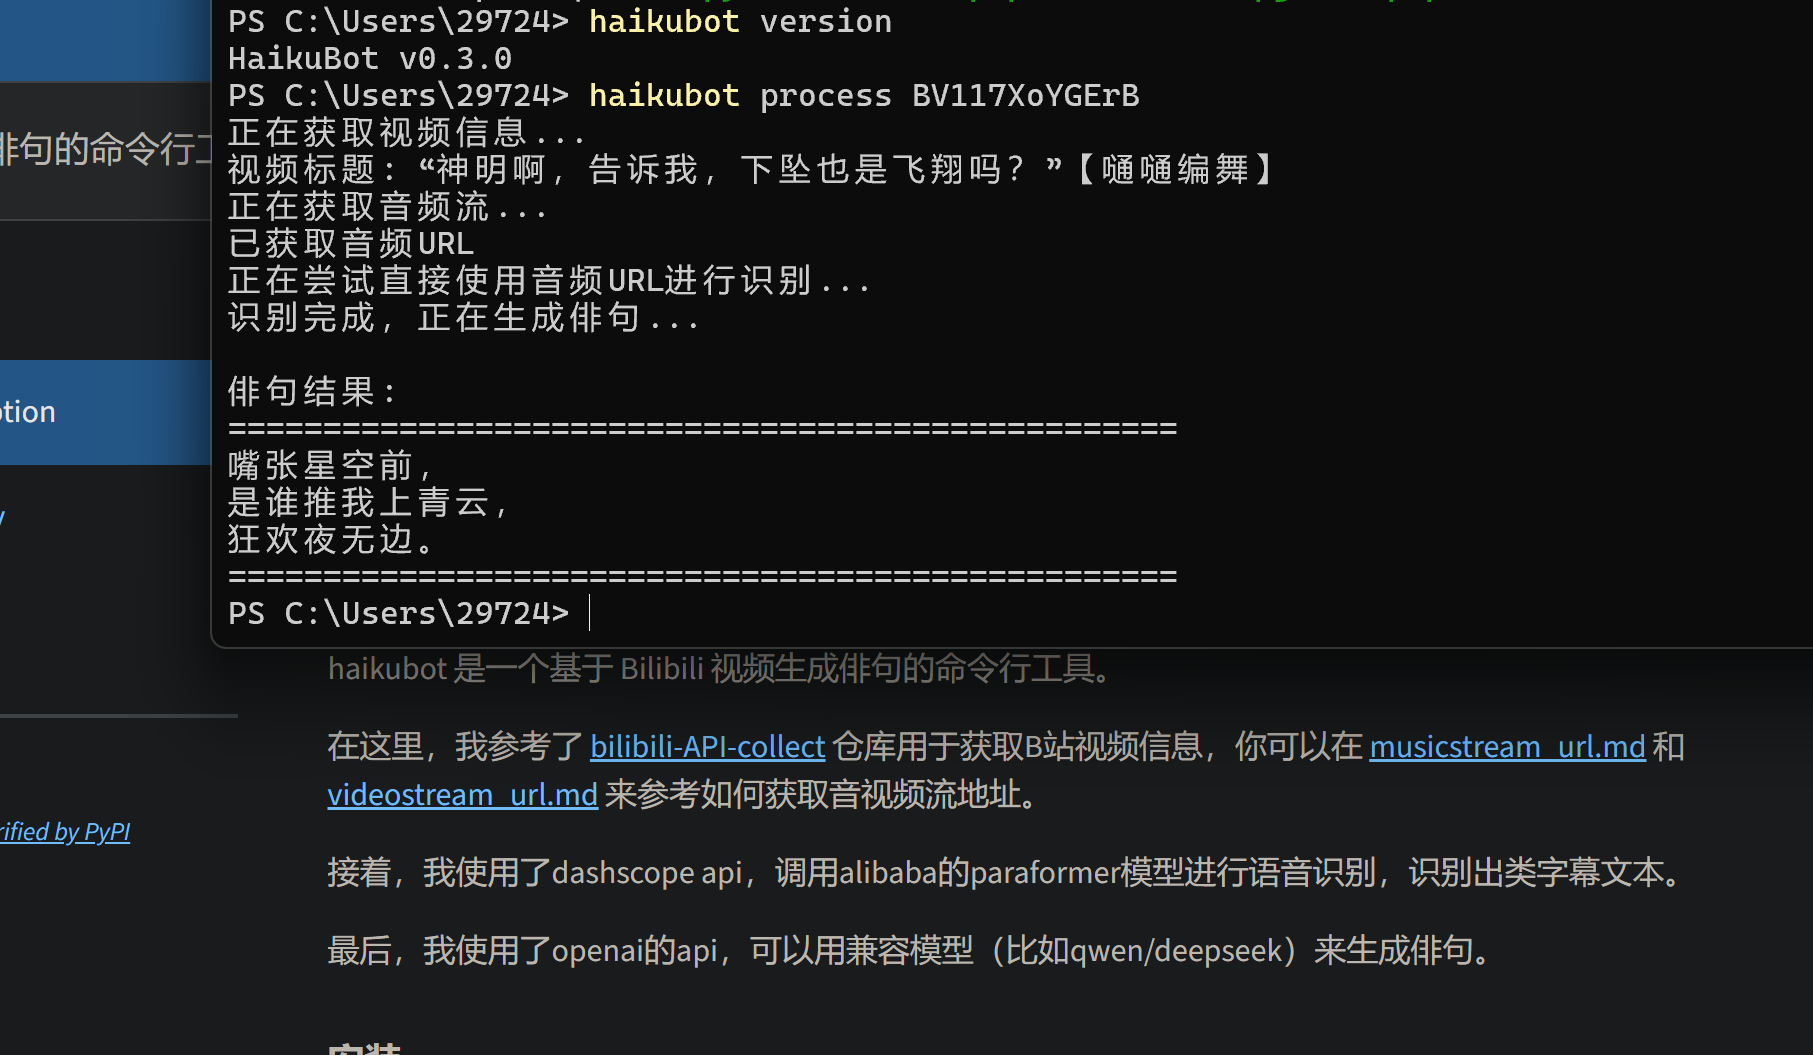 PS C:\Users\29724> haikubot version
HaikuBot v0.3.0
PS C:\Users\29724> haikubot process BV117XoYGErB
正在获取视频信息...
视频标题：“神明啊，告诉我，下坠也是飞翔吗？”【嗵嗵编舞】
正在获取音频流...
已获取音频URL
正在尝试直接使用音频URL进行识别...
识别完成，正在生成俳句...
俳句结果：
==================================================
嘴张星空前，
是谁推我上青云，
狂欢夜无边。
==================================================
PS C:\Users\29724>
俳句的命令行工
ption
y
rified by PyPI
haikubot 是一个基于 Bilibili 视频生成俳句的命令行工具。
在这里，我参考了 bilibili-API-collect 仓库用于获取B站视频信息，你可以在 musicstream_url.md 和
videostream_url.md 来参考如何获取音视频流地址。
接着，我使用了dashscope api，调用alibaba的paraformer模型进行语音识别，识别出类字幕文本。
最后，我使用了openai的api，可以用兼容模型（比如qwen/deepseek）来生成俳句。
安装